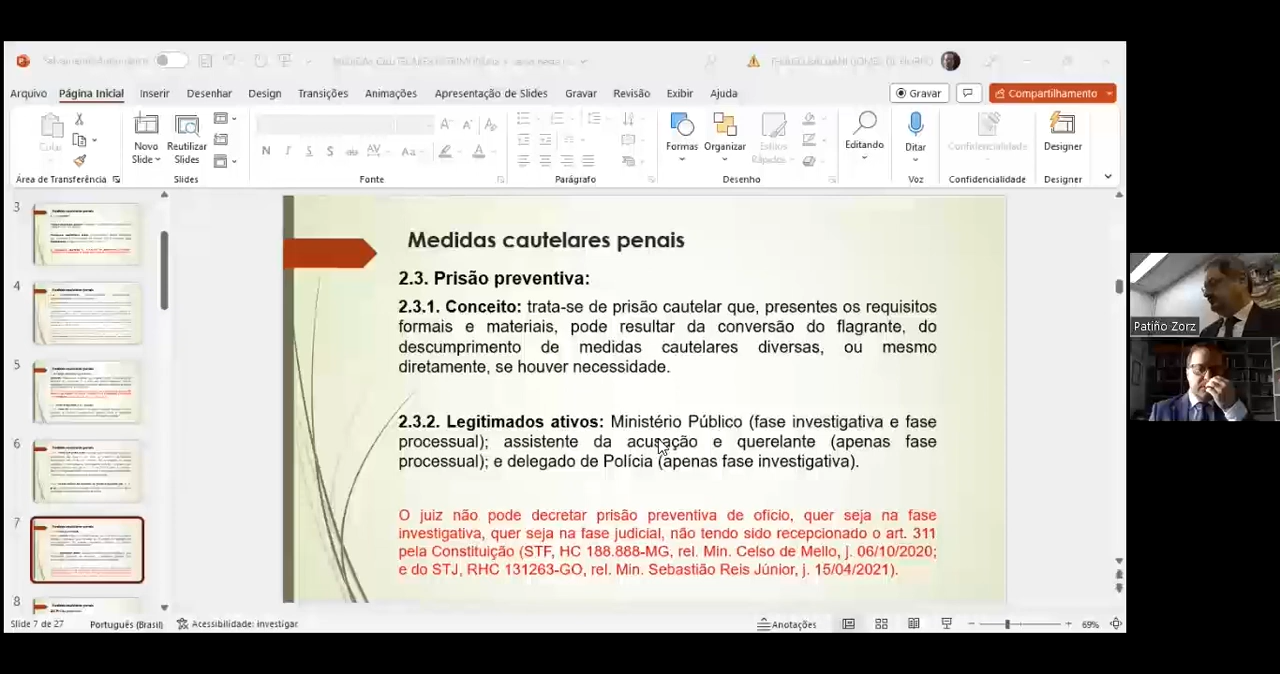 Arquivo Página Inicial Inserir Desenhar Design Transições Animações Apresentação de Slides Gravar Revisão Exibir Ajuda Gravar Compartilhamento
Colar Novo Slide Reutilizar Slides Formas Organizar Estilos Rápidos Editando Ditar Confidencialidade Designer
Área de Transferência Slides Fonte Parágrafo Desenho Voz Confidencialidade Designer
3
4
5
6
7
8
Medidas cautelares penais
2.3. Prisão preventiva:
2.3.1. Conceito: trata-se de prisão cautelar que, presentes os requisitos
formais e materiais, pode resultar da conversão do flagrante, do
descumprimento de medidas cautelares diversas, ou mesmo
diretamente, se houver necessidade.
2.3.2. Legitimados ativos: Ministério Público (fase investigativa e fase
processual); assistente da acusação e querelante (apenas fase
processual); e delegado de Polícia (apenas fase investigativa).
O juiz não pode decretar prisão preventiva de ofício, quer seja na fase
investigativa, quer seja na fase judicial, não tendo sido recepcionado o art. 311
pela Constituição (STF, HC 188.888-MG, rel. Min. Celso de Mello, j. 06/10/2020;
e do STJ, RHC 131263-GO, rel. Min. Sebastião Reis Júnior, j. 15/04/2021).
Patiño Zorz
Slide 7 de 27 Português (Brasil) Acessibilidade: investigar Anotações 69%